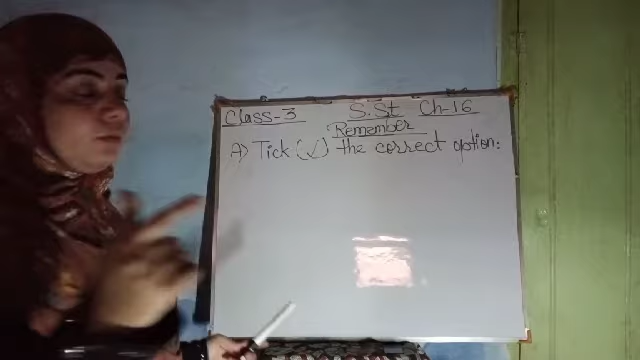 Class-3 S.St Ch-16
Remember
A) Tick (✓) the correct option: